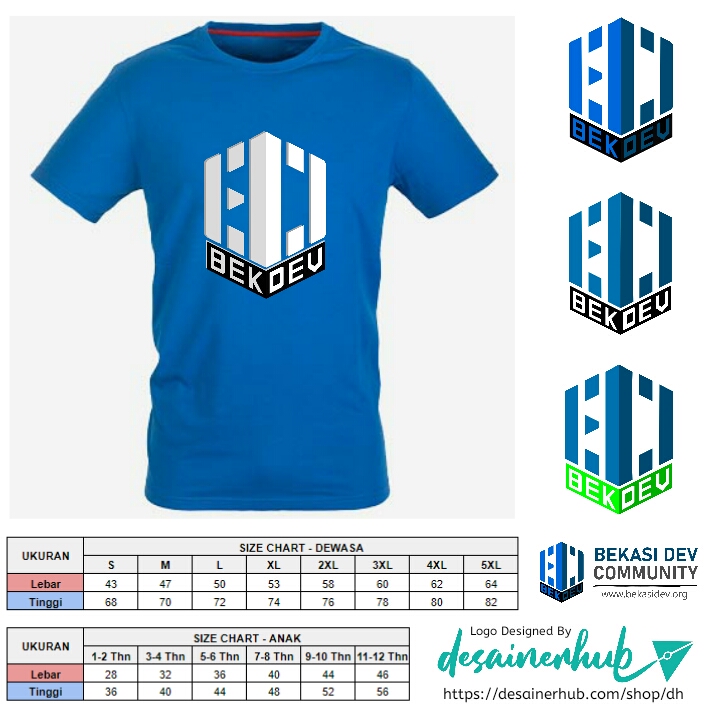 BEKDEV
BEKDEV
BEKDEV
BEKDEV
UKURAN
SIZE CHART - DEWASA
S M L XL 2XL 3XL 4XL 5XL
Lebar 43 47 50 53 58 60 62 64
Tinggi 68 70 72 74 76 78 80 82
BEKASI DEV
COMMUNITY
www.bekasidev.org
UKURAN
SIZE CHART - ANAK
1-2 Thn 3-4 Thn 5-6 Thn 7-8 Thn 9-10 Thn 11-12 Thn
Lebar 28 32 36 40 44 46
Tinggi 36 40 44 48 52 56
Logo Designed By
desainerhub
https://desainerhub.com/shop/dh